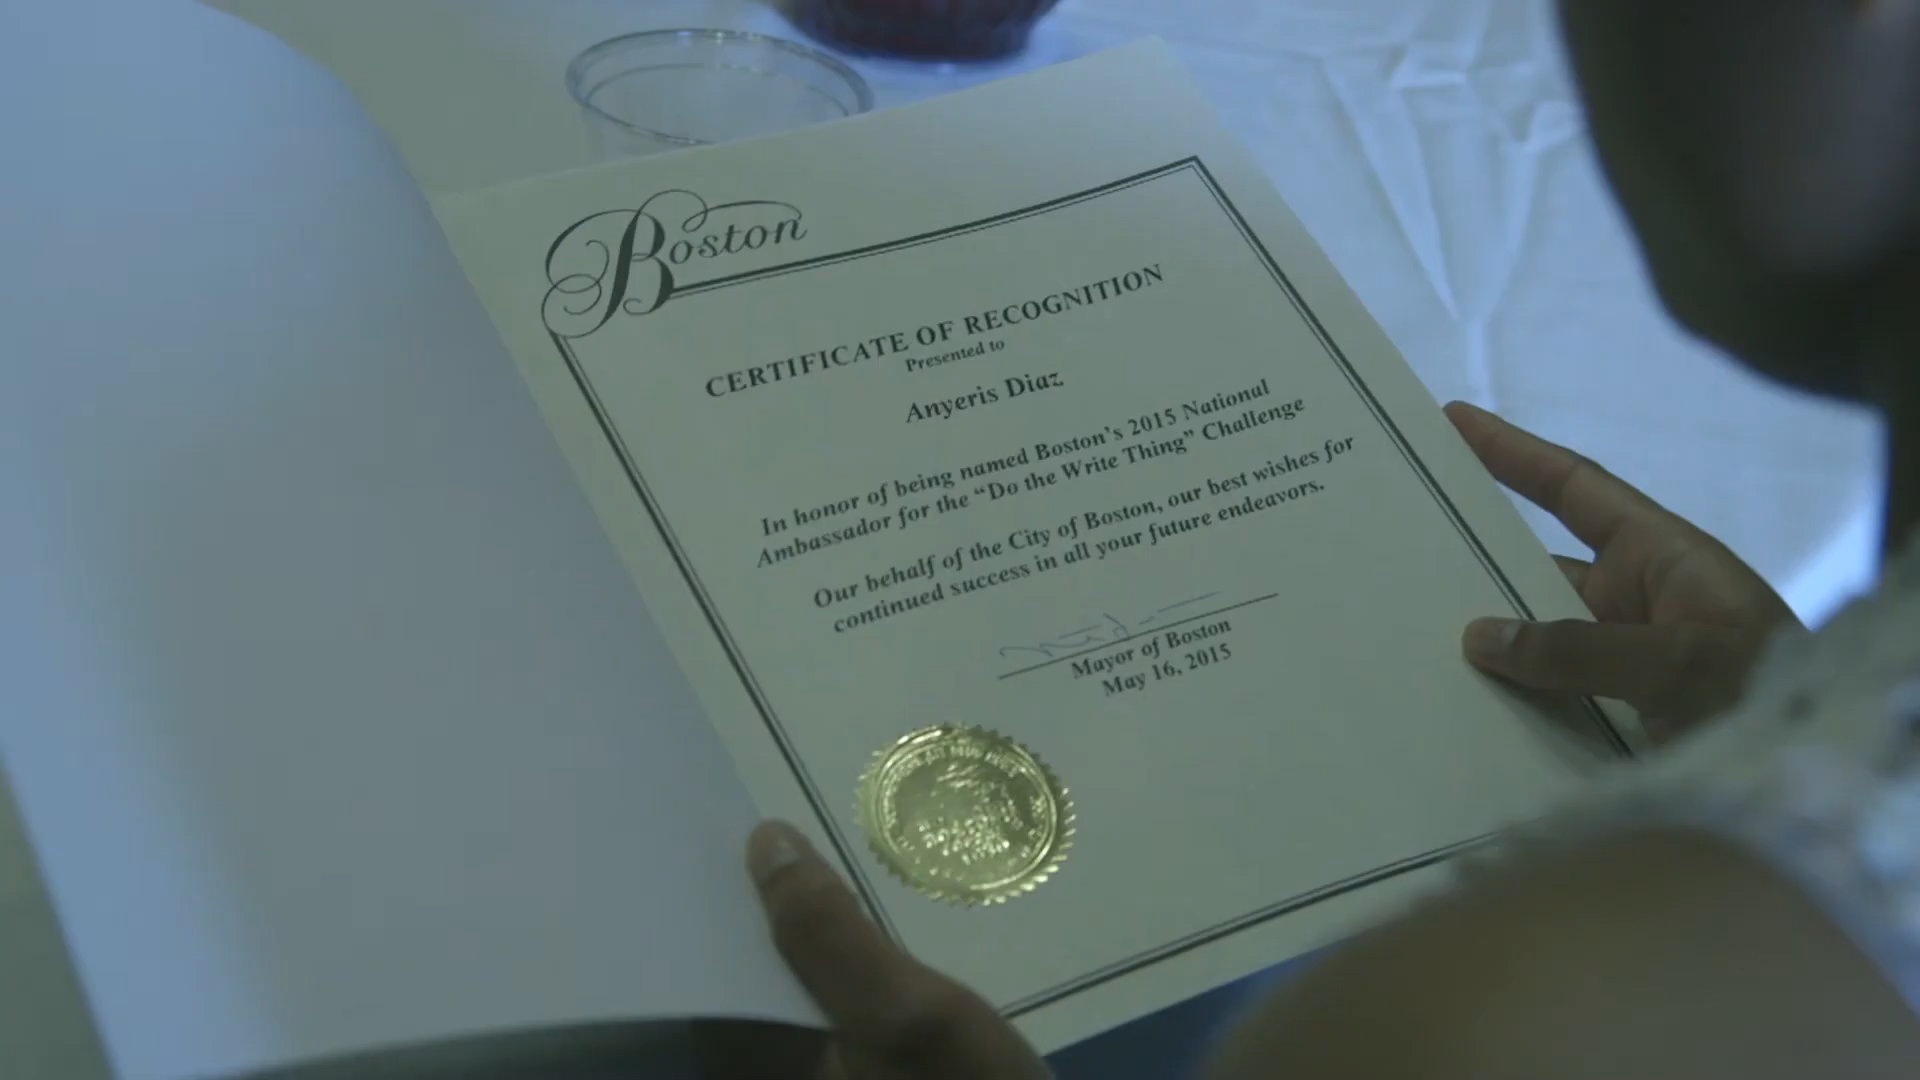 Boston
CERTIFICATE OF RECOGNITION
Presented to
Anyeris Diaz
In honor of being named Boston's 2015 National
Ambassador for the “Do the Write Thing” Challenge
Our behalf of the City of Boston, our best wishes for
continued success in all your future endeavors.
Mayor of Boston
May 16, 2015